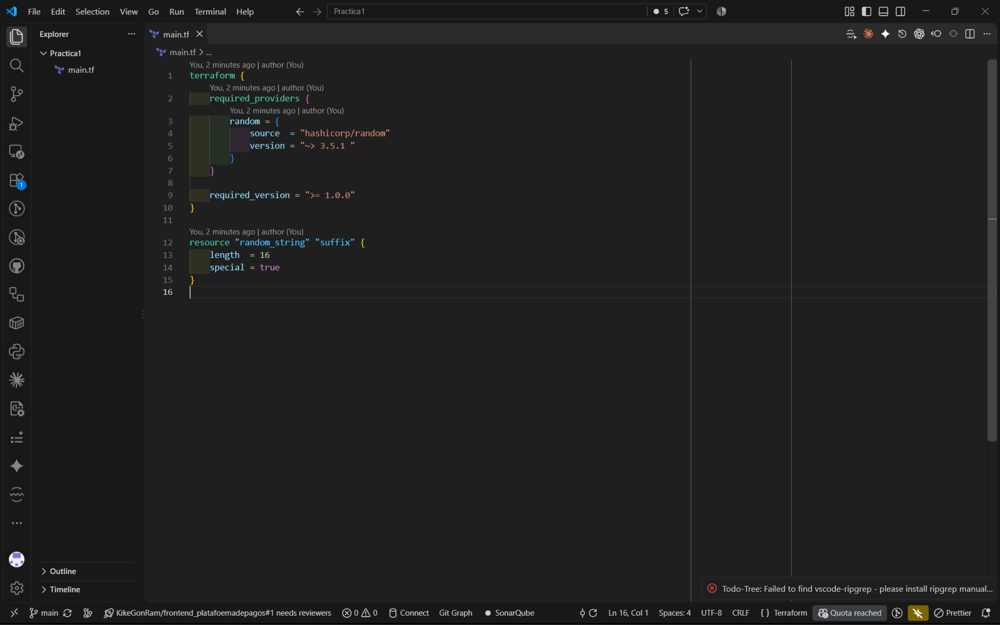 File Edit Selection View Go Run Terminal Help
Practica1
5
Explorer
Practica1
main.tf
main.tf
main.tf > ...
You, 2 minutes ago | author (You)
1 terraform {
You, 2 minutes ago | author (You)
2 required_providers {
You, 2 minutes ago | author (You)
3 random = {
4 source = "hashicorp/random"
5 version = "~> 3.5.1 "
6 }
7 }
8
9 required_version = ">= 1.0.0"
10 }
11
You, 2 minutes ago | author (You)
12 resource "random_string" "suffix" {
13 length = 16
14 special = true
15 }
16
1
Outline
Timeline
Todo-Tree: Failed to find vscode-ripgrep - please install ripgrep manual...
main KikeGonRam/frontend_platafoemadepagos#1 needs reviewers 0 0 Connect Git Graph SonarQube Ln 16, Col 1 Spaces: 4 UTF-8 CRLF { } Terraform Quota reached Prettier